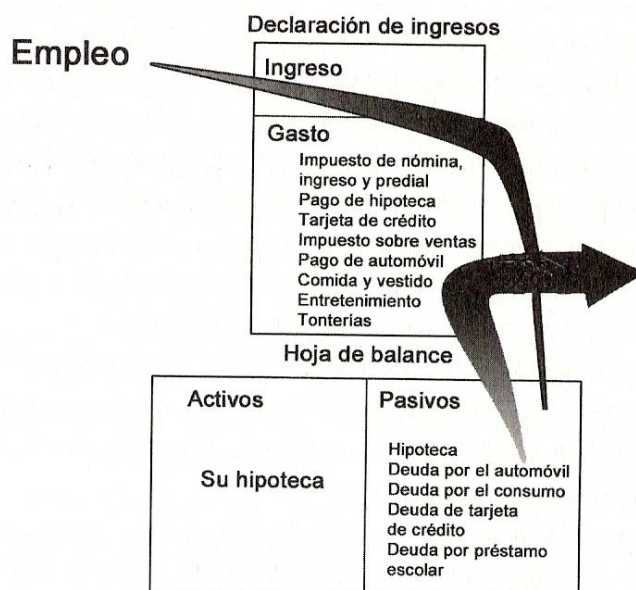 Declaración de ingresos
Empleo
Ingreso
Gasto
Impuesto de nómina,
ingreso y predial
Pago de hipoteca
Tarjeta de crédito
Impuesto sobre ventas
Pago de automóvil
Comida y vestido
Entretenimiento
Tonterías
Hoja de balance
Activos
Su hipoteca
Pasivos
Hipoteca
Deuda por el automóvil
Deuda por el consumo
Deuda de tarjeta
de crédito
Deuda por préstamo
escolar